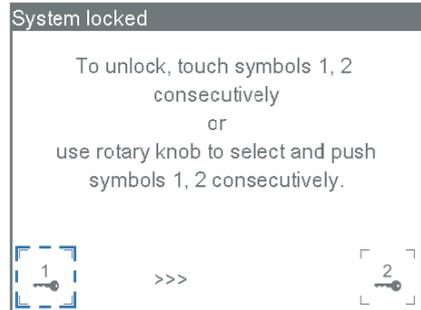 System locked
To unlock, touch symbols 1, 2
consecutively
or
use rotary knob to select and push
symbols 1, 2 consecutively.
1 >>> 2